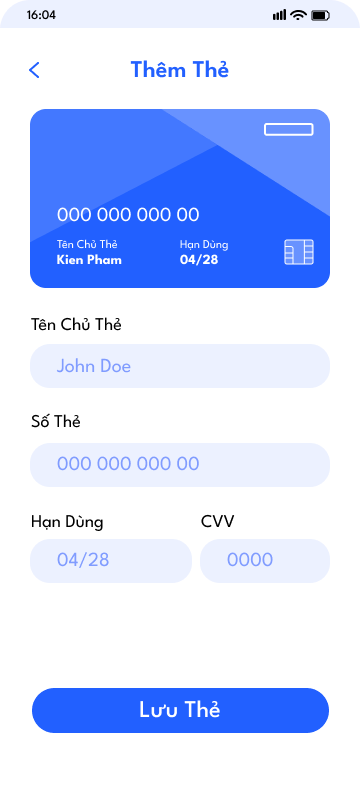 16:04
Thêm Thẻ
000 000 000 00
Tên Chủ Thẻ Hạn Dùng
Kien Pham 04/28
Tên Chủ Thẻ
John Doe
Số Thẻ
000 000 000 00
Hạn Dùng CVV
04/28 0000
Lưu Thẻ